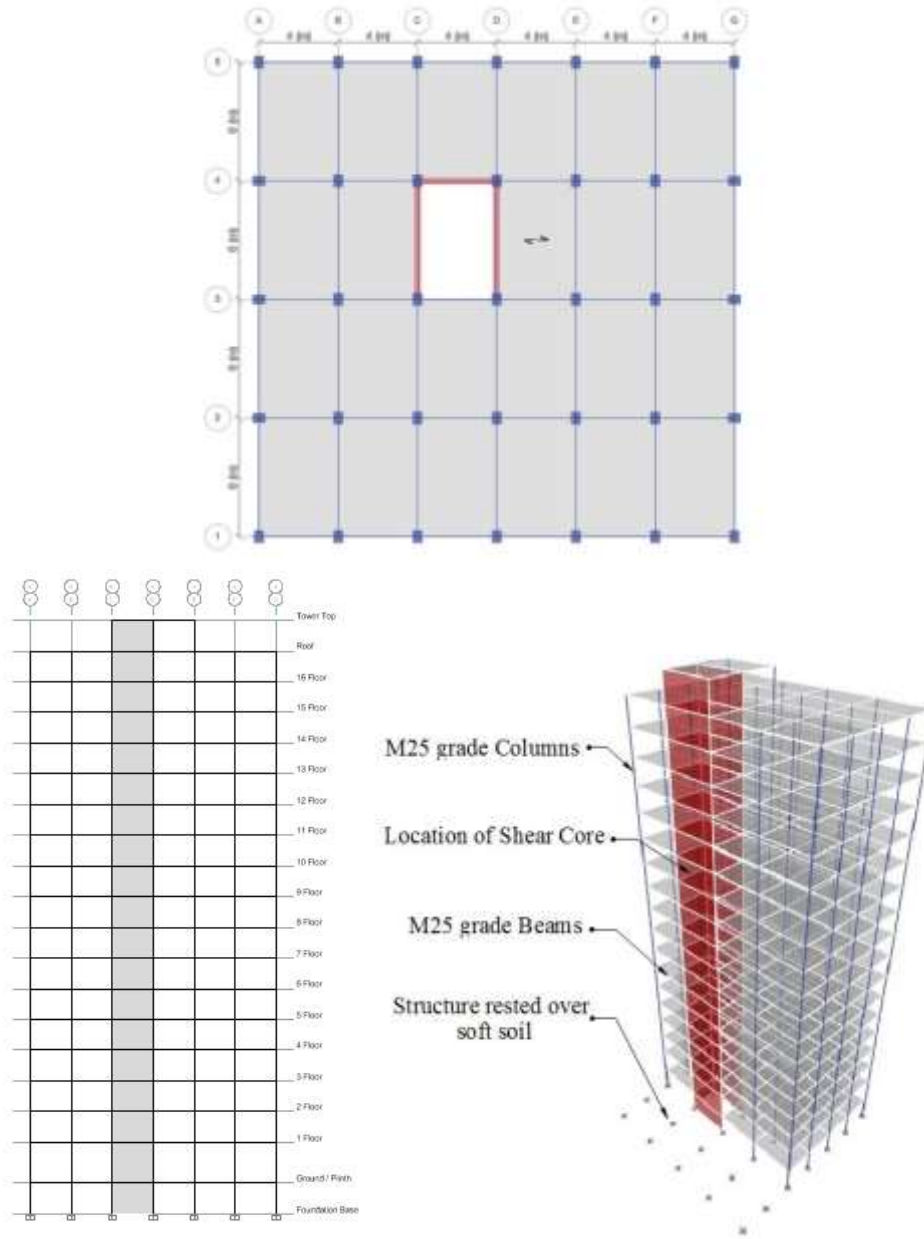 A B C D E F G
5
4
3
2
1
Tower Top
Roof
16 Floor
15 Floor
14 Floor
13 Floor
12 Floor
11 Floor
10 Floor
9 Floor
8 Floor
7 Floor
6 Floor
5 Floor
4 Floor
3 Floor
2 Floor
1 Floor
Ground / Plinth
Foundation Base
M25 grade Columns
Location of Shear Core
M25 grade Beams
Structure rested over
soft soil